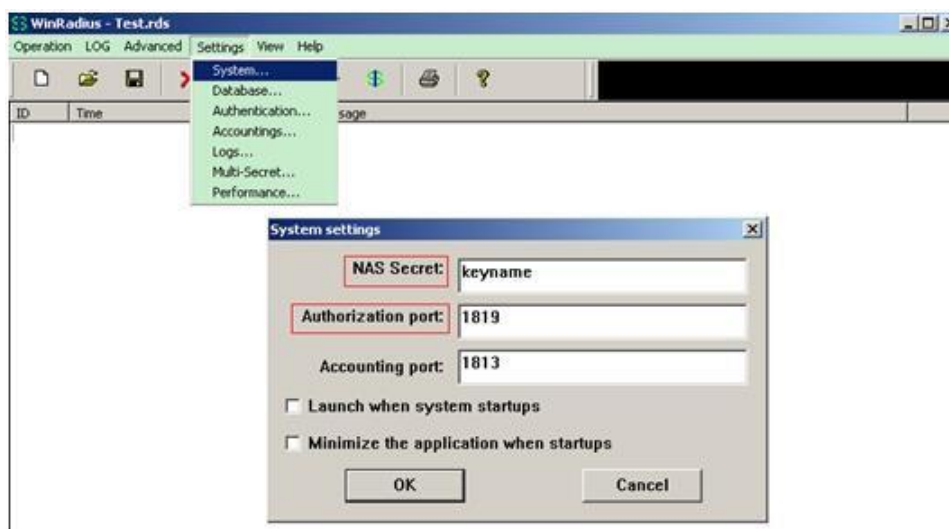 WinRadius - Test.rds
Operation LOG Advanced Settings View Help
System...
Database...
Authentication...
Accountings...
Logs...
Multi-Secret...
Performance...
ID Time sage
System settings
NAS Secret: keyname
Authorization port: 1819
Accounting port: 1813
Launch when system startups
Minimize the application when startups
OK Cancel